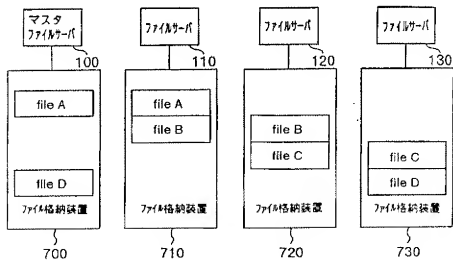 マスタ
ファイルサーバ
100
ファイルサーバ
110
ファイルサーバ
120
ファイルサーバ
130
file A
file D
ファイル格納装置
file A
file B
ファイル格納装置
file B
file C
ファイル格納装置
file C
file D
ファイル格納装置
700
710
720
730